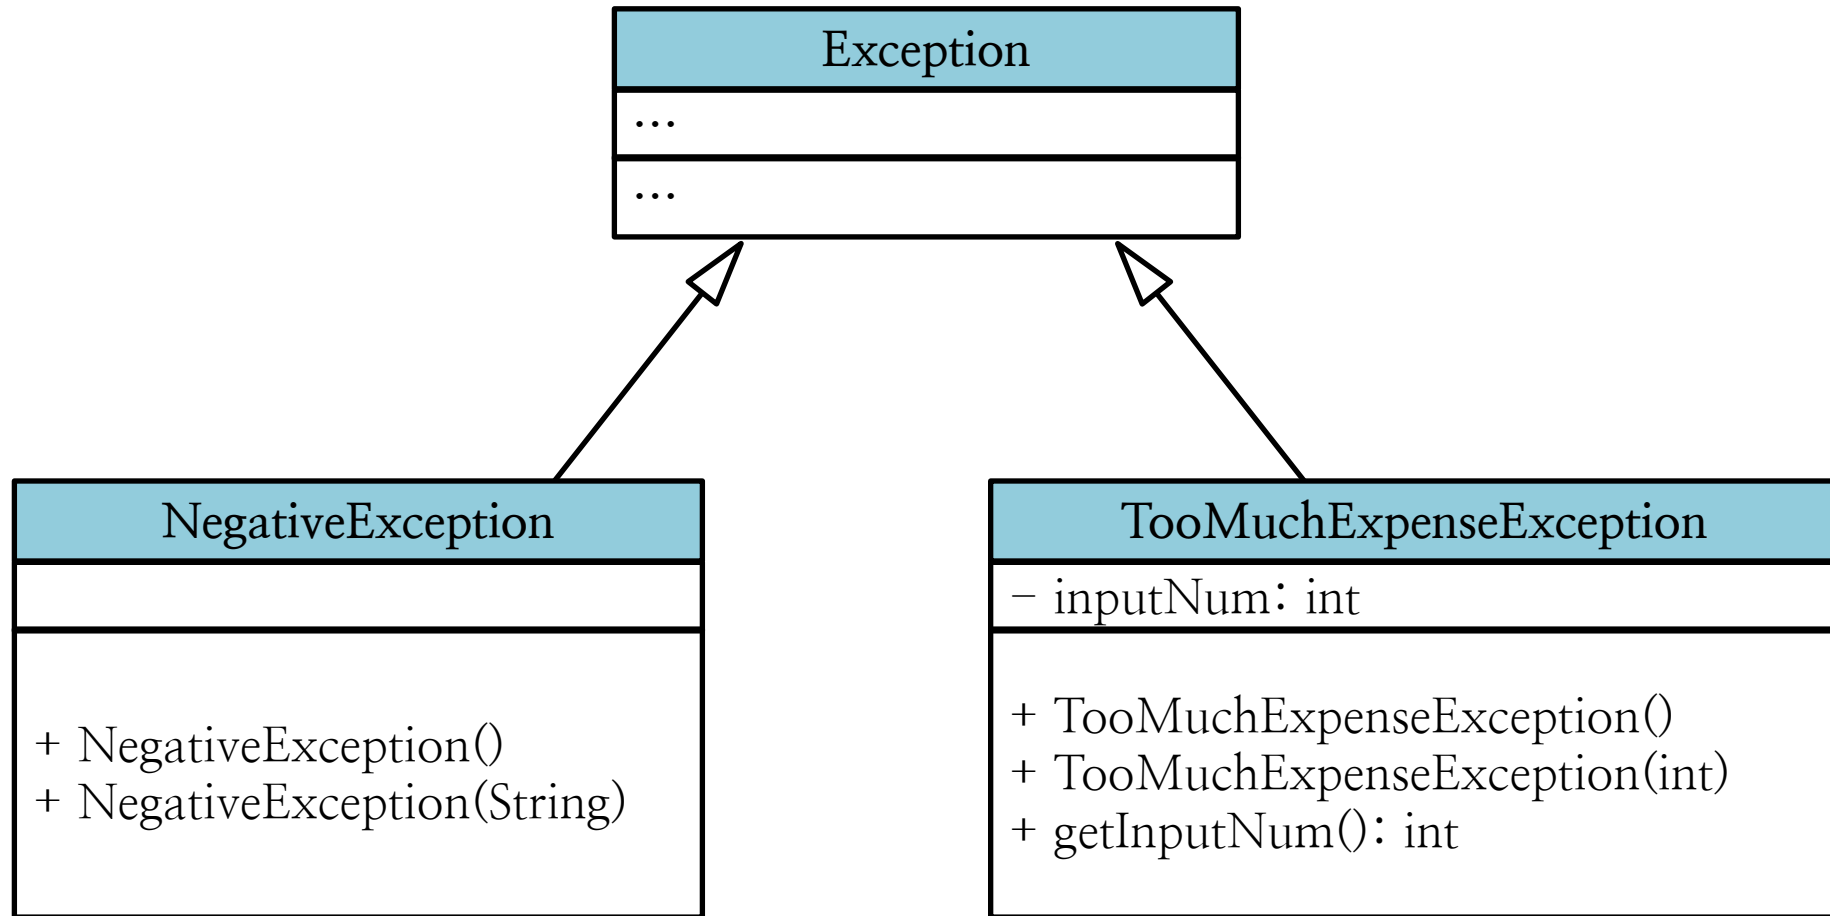 Exception
...
...
NegativeException
+ NegativeException()
+ NegativeException(String)
TooMuchExpenseException
- inputNum: int
+ TooMuchExpenseException()
+ TooMuchExpenseException(int)
+ getInputNum(): int